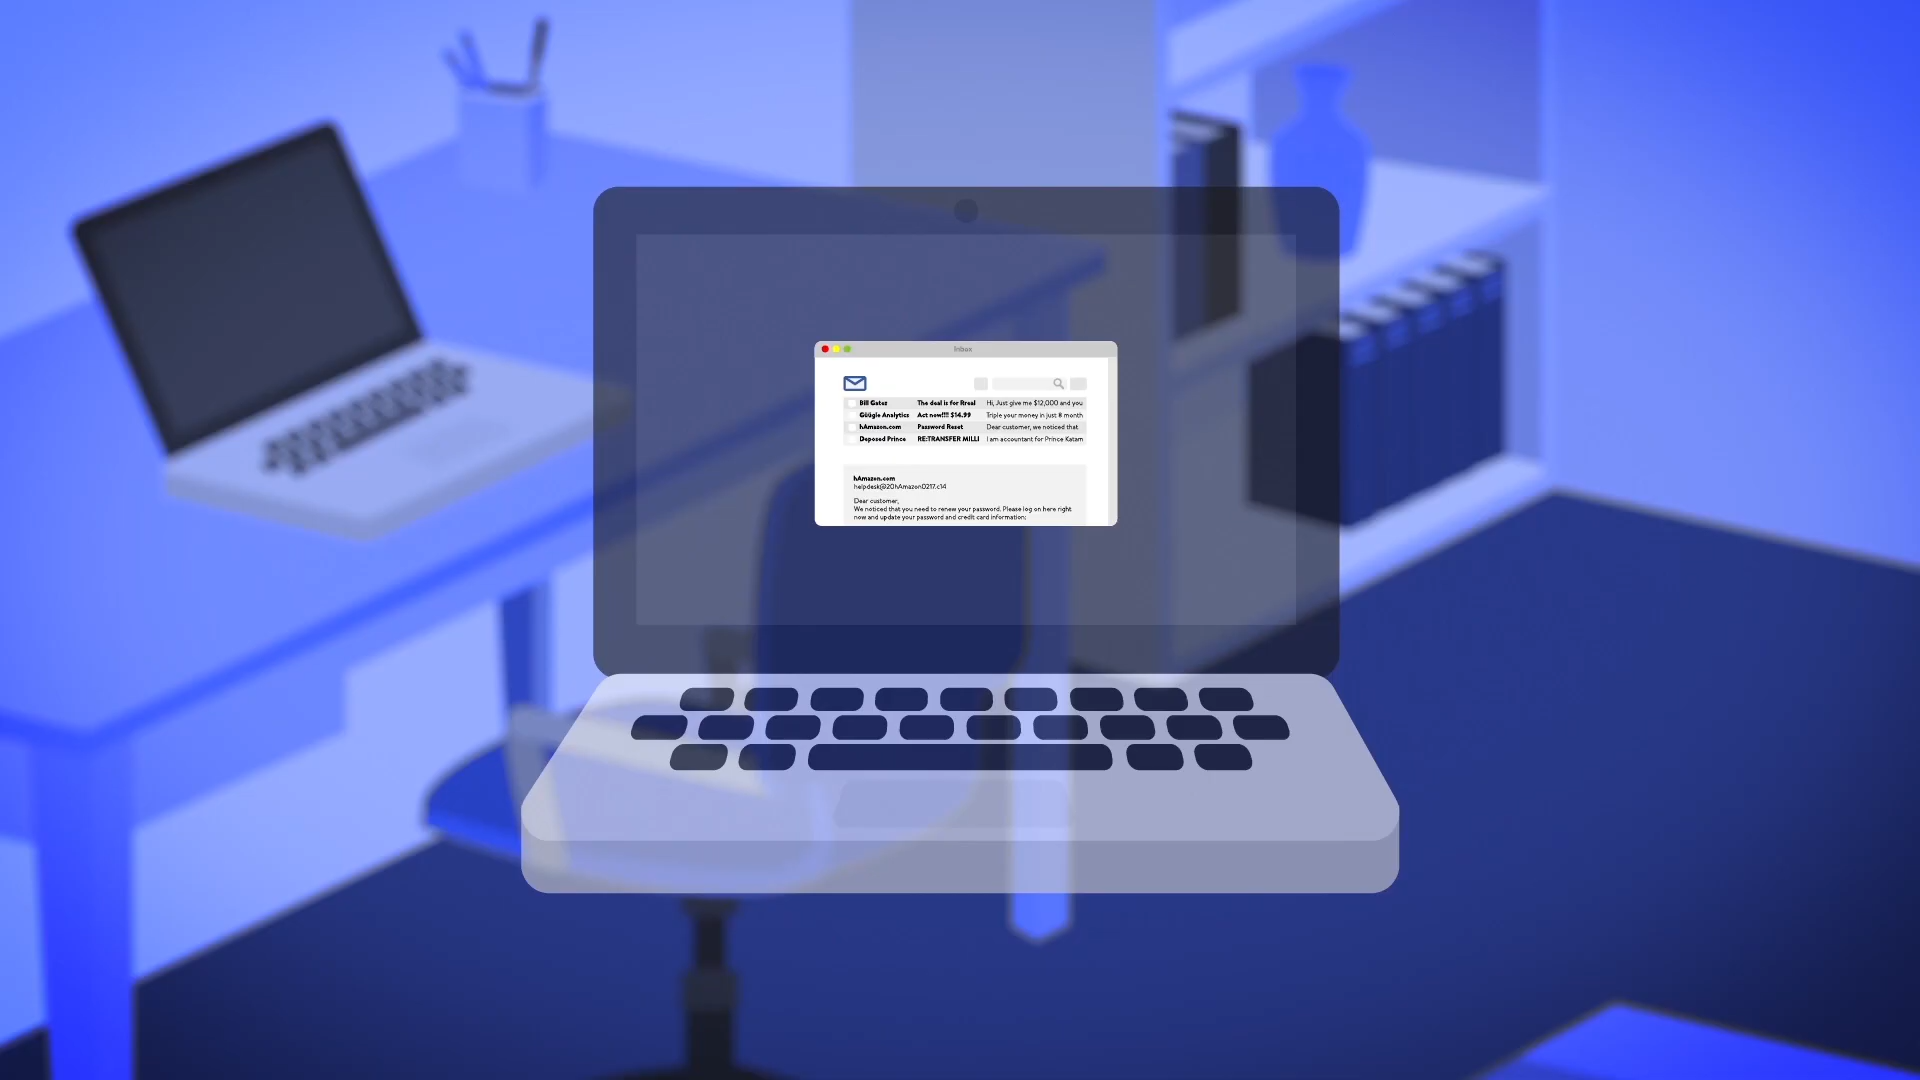 Inbox
Bill Gatez The deal is for Rreal Hi, Just give me $12,000 and you
Güügle Analytics Act now!!!! $14.99 Triple your money in just 8 month
hAmazon.com Password Reset Dear customer, we noticed that
Deposed Prince RE:TRANSFER MILLI I am accountant for Prince Katam
hAmazon.com
helpdesk@20hAmazon0217.c14
Dear customer,
We noticed that you need to renew your password. Please log on here right
now and update your password and credit card information: